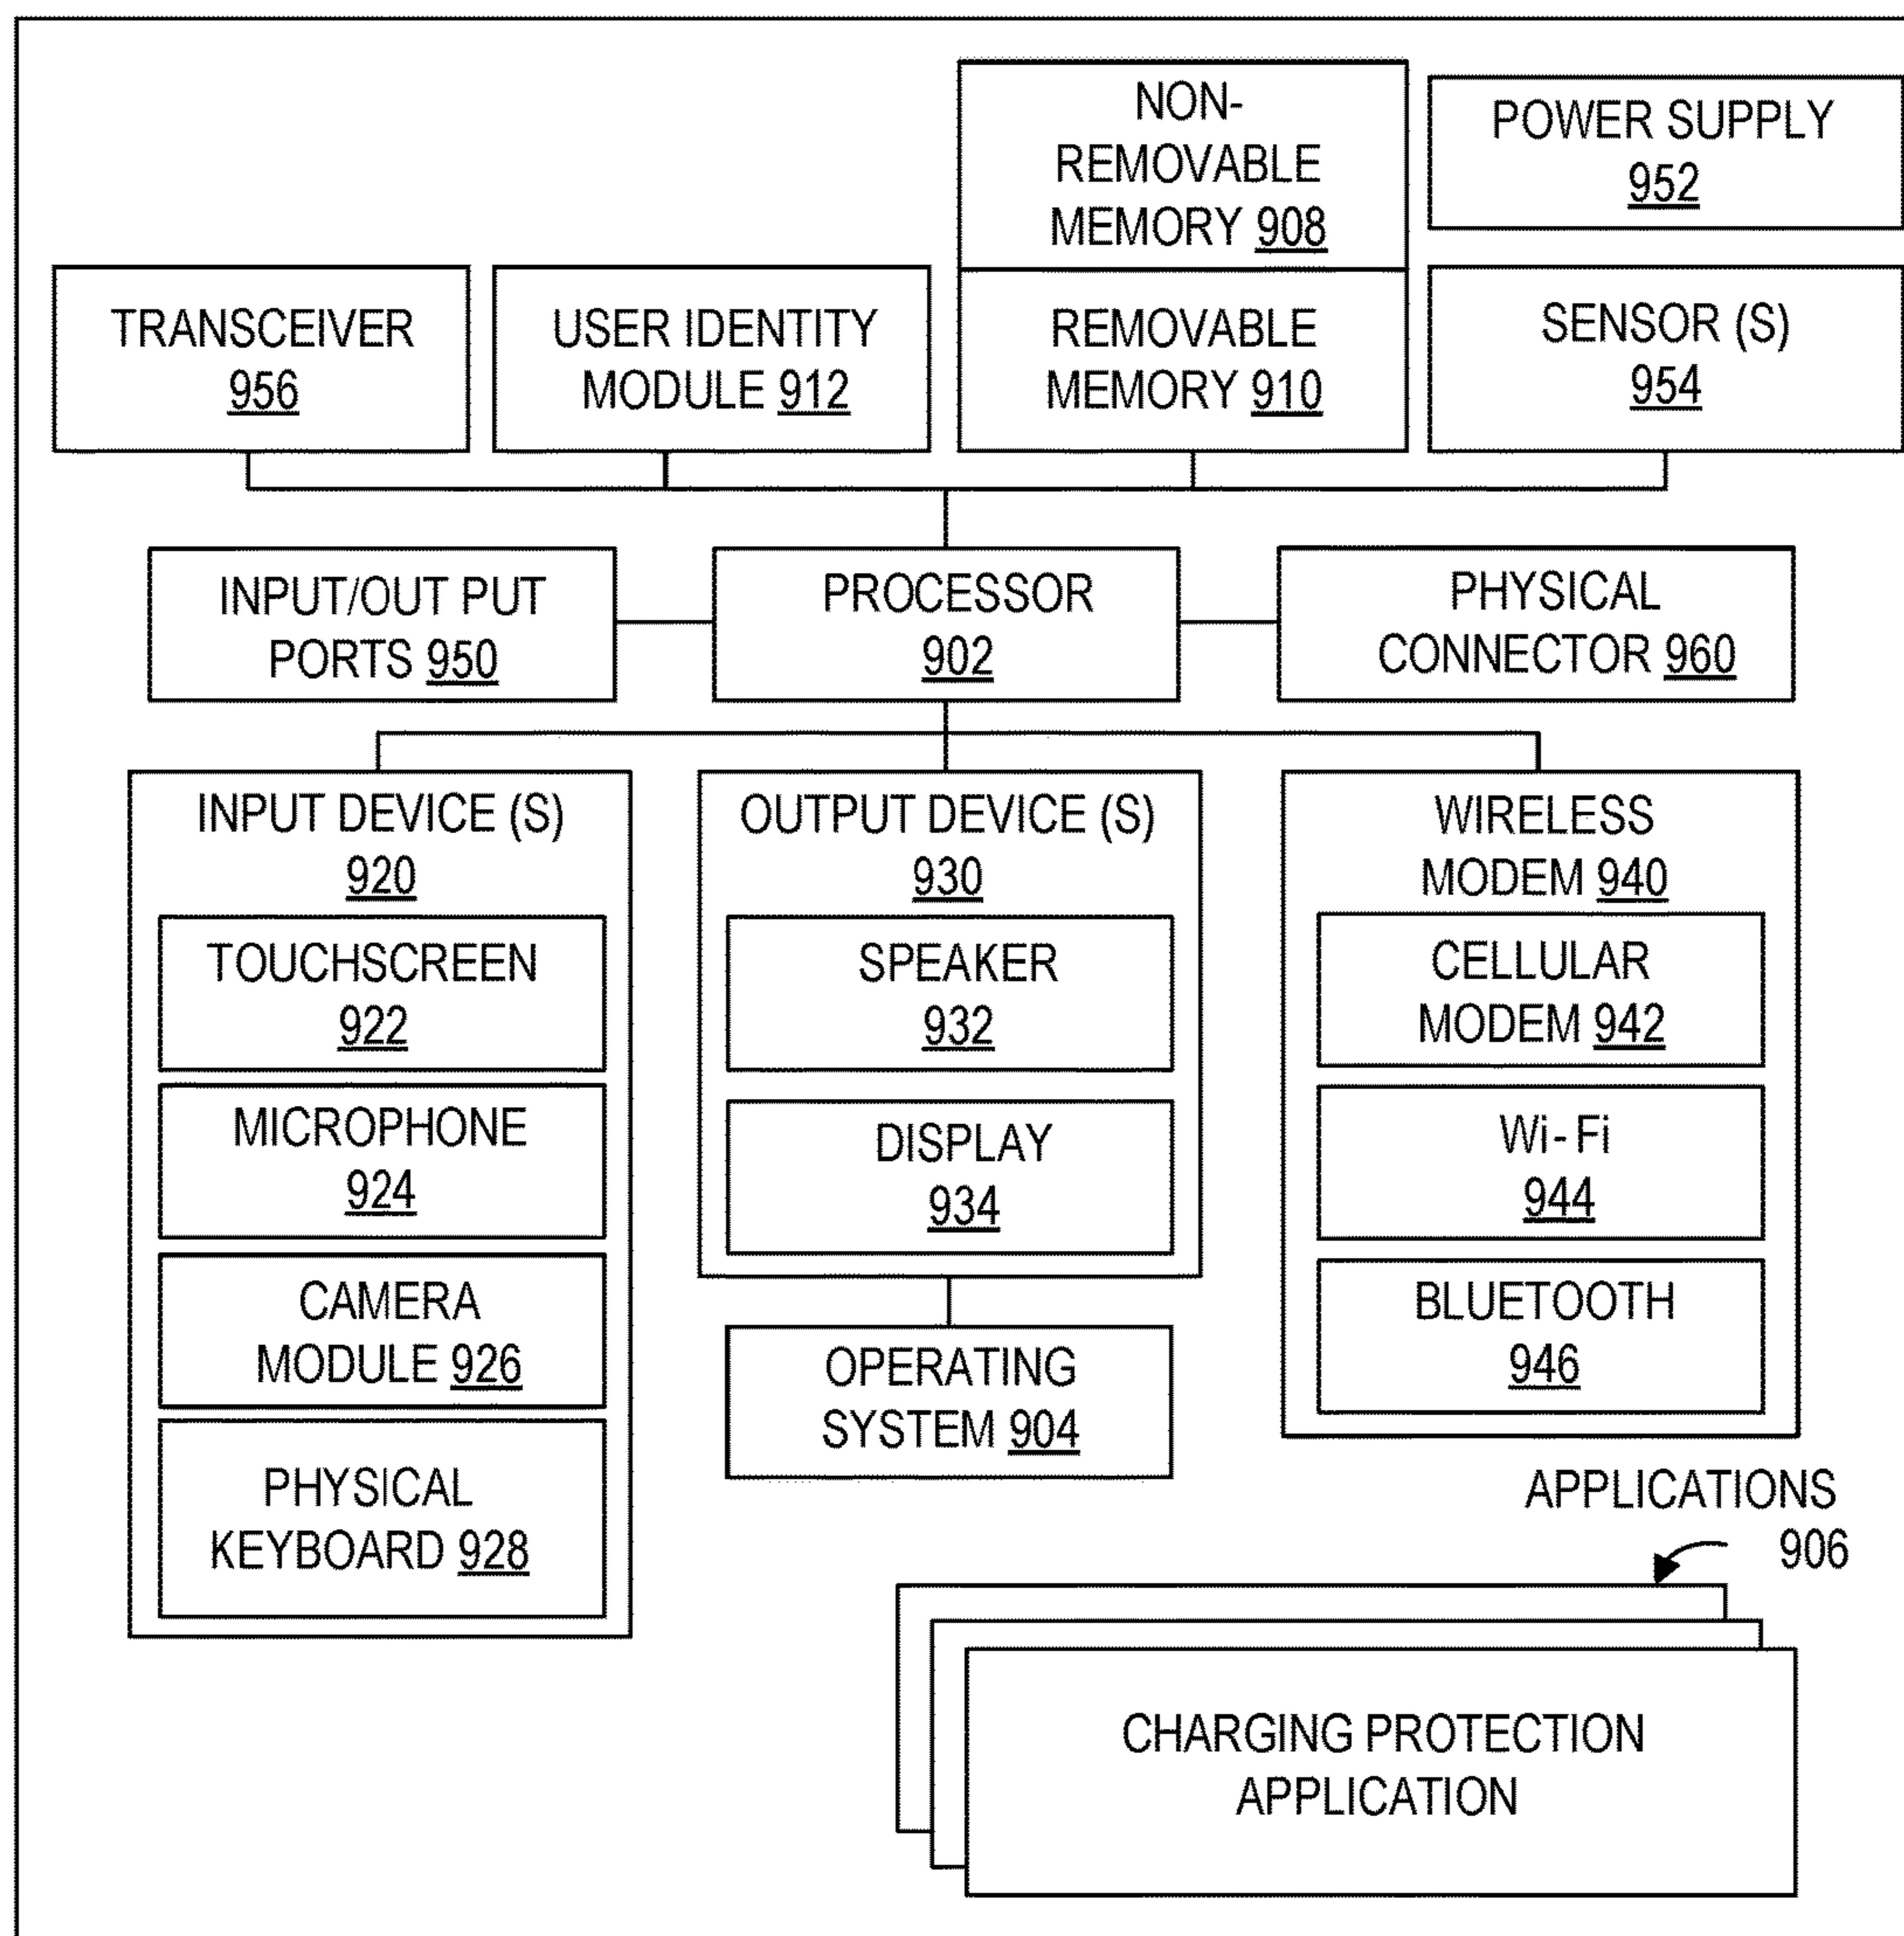 NON-
REMOVABLE
MEMORY 908
POWER SUPPLY
952
TRANSCEIVER
956
USER IDENTITY
MODULE 912
REMOVABLE
MEMORY 910
SENSOR (S)
954
INPUT/OUT PUT
PORTS 950
PROCESSOR
902
PHYSICAL
CONNECTOR 960
INPUT DEVICE (S)
920
TOUCHSCREEN
922
MICROPHONE
924
CAMERA
MODULE 926
PHYSICAL
KEYBOARD 928
OUTPUT DEVICE (S)
930
SPEAKER
932
DISPLAY
934
OPERATING
SYSTEM 904
WIRELESS
MODEM 940
CELLULAR
MODEM 942
Wi-Fi
944
BLUETOOTH
946
APPLICATIONS
906
CHARGING PROTECTION
APPLICATION